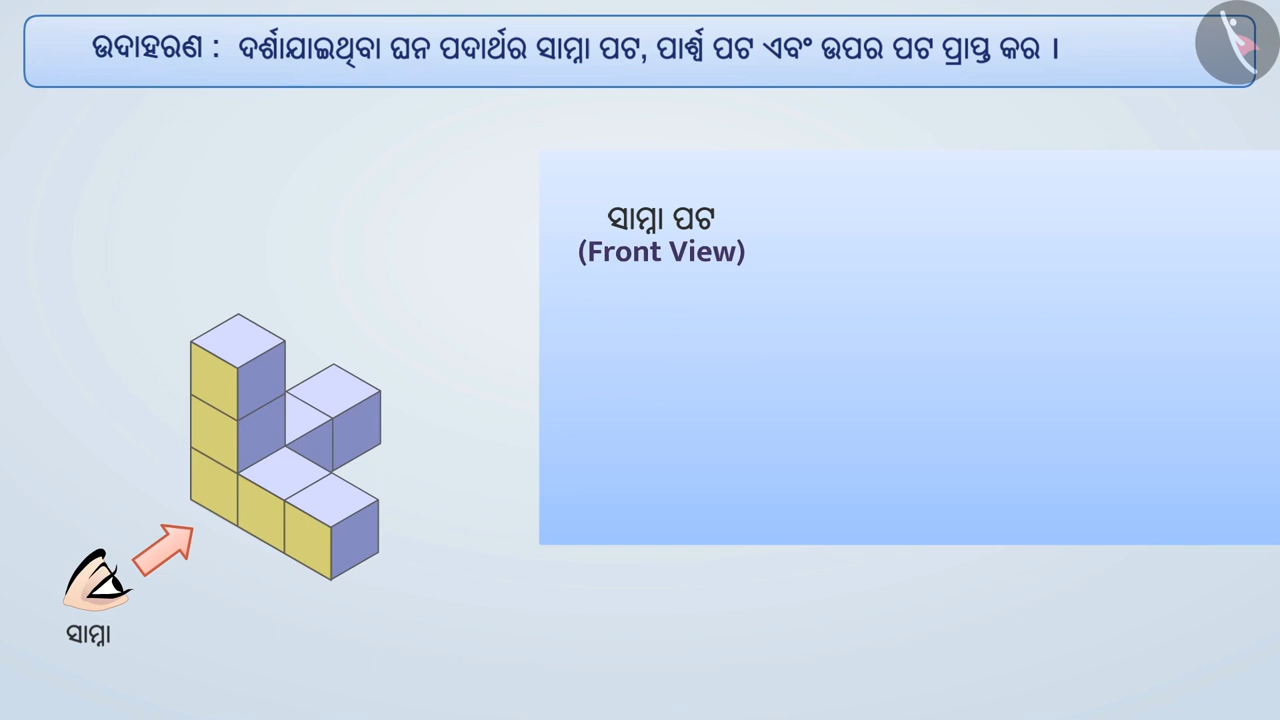 ଉଦାହରଣ : ଦର୍ଶାଯାଇଥିବା ଘନ ପଦାର୍ଥର ସାମ୍ନା ପଟ, ପାର୍ଶ୍ଵ ପଟ ଏବଂ ଉପର ପଟ ପ୍ରାପ୍ତ କର ।
ସାମ୍ନା ପଟ
(Front View)
ସାମ୍ନା